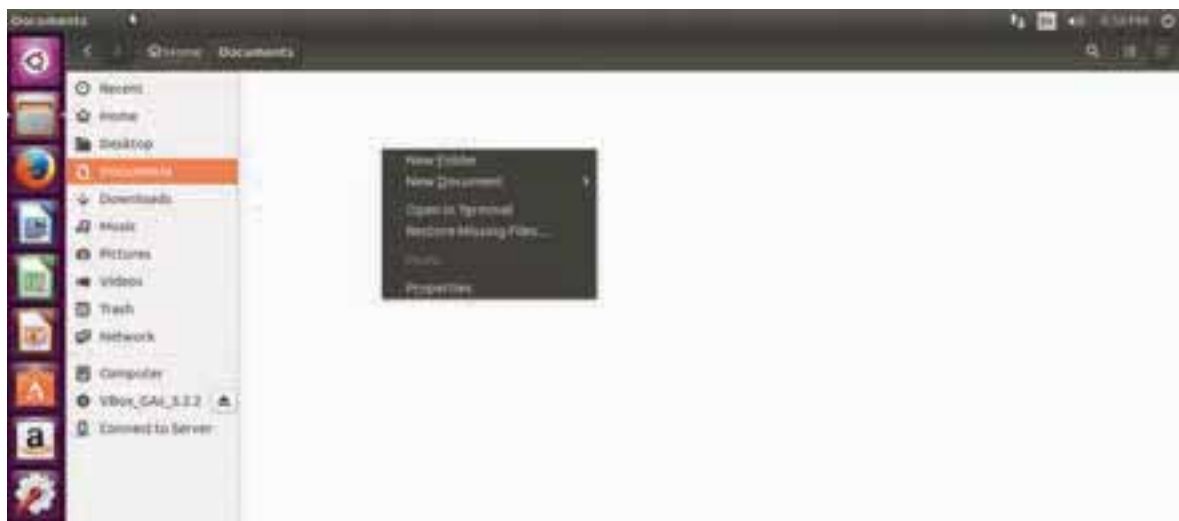 Documents
Home Documents
Recent
Home
Desktop
Documents
Downloads
Music
Pictures
Videos
Trash
Network
Computer
Connect to Server
New Folder
New Document
Open in Terminal
Restore Missing Files...
Paste
Properties
a